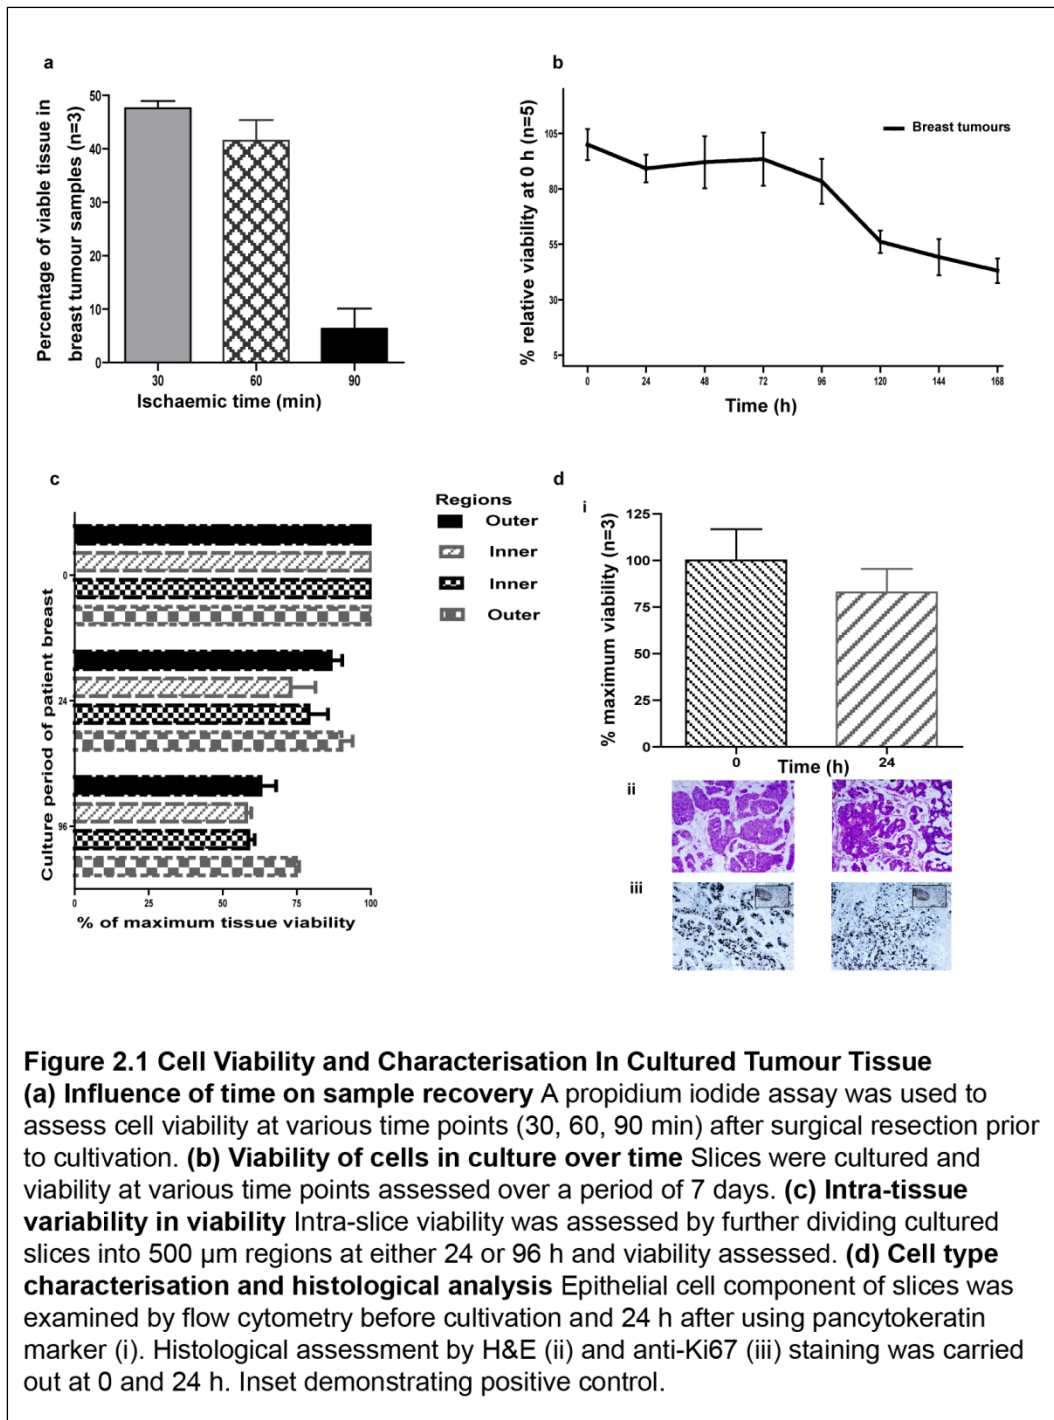 a
Percentage of viable tissue in
breast tumour samples (n=3)
50
40
30
20
10
0
30 60 90
Ischaemic time (min)
b
% relative viability at 0 h (n=5)
105
80
55
30
5
Breast tumours
0 24 48 72 96 120 144 168
Time (h)
c
Culture period of patient breast
0
24
96
0 25 50 75 100
% of maximum tissue viability
Regions
Outer
Inner
Inner
Outer
d
i
% maximum viability (n=3)
125
100
75
50
25
0
0 24
Time (h)
ii
iii
Figure 2.1 Cell Viability and Characterisation In Cultured Tumour Tissue
(a) Influence of time on sample recovery A propidium iodide assay was used to
assess cell viability at various time points (30, 60, 90 min) after surgical resection prior
to cultivation. (b) Viability of cells in culture over time Slices were cultured and
viability at various time points assessed over a period of 7 days. (c) Intra-tissue
variability in viability Intra-slice viability was assessed by further dividing cultured
slices into 500 µm regions at either 24 or 96 h and viability assessed. (d) Cell type
characterisation and histological analysis Epithelial cell component of slices was
examined by flow cytometry before cultivation and 24 h after using pancytokeratin
marker (i). Histological assessment by H&E (ii) and anti-Ki67 (iii) staining was carried
out at 0 and 24 h. Inset demonstrating positive control.